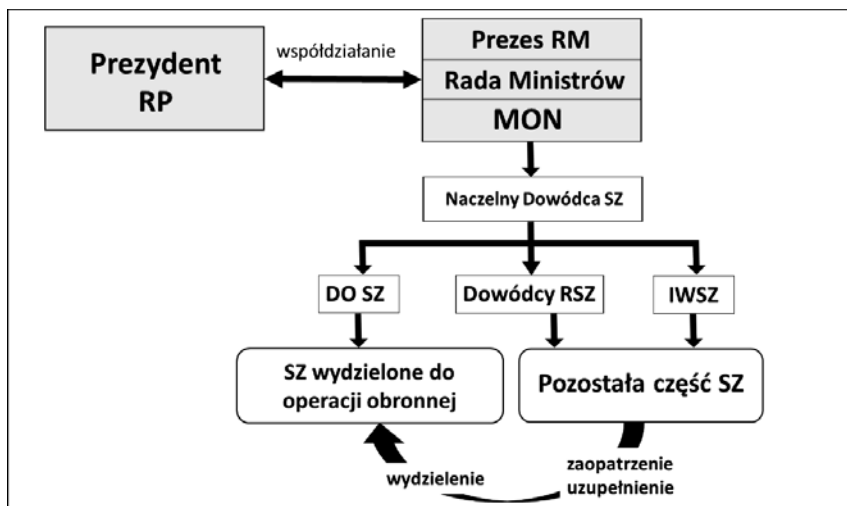 Prezydent
RP
współdziałanie
Prezes RM
Rada Ministrów
MON
Naczelny Dowódca SZ
DO SZ
Dowódcy RSZ
IWSZ
SZ wydzielone do
operacji obronnej
Pozostała część SZ
wydzielenie
zaopatrzenie
uzupełnienie